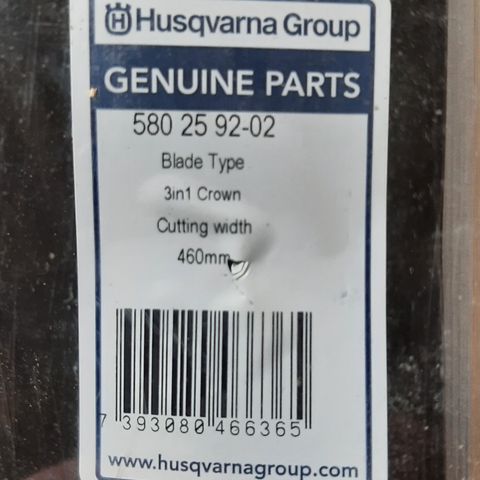 Husqvarna Group
GENUINE PARTS
580 25 92-02
Blade Type
3in1 Crown
Cutting width
460mm
7 393080 466365
www.husqvarnagroup.com